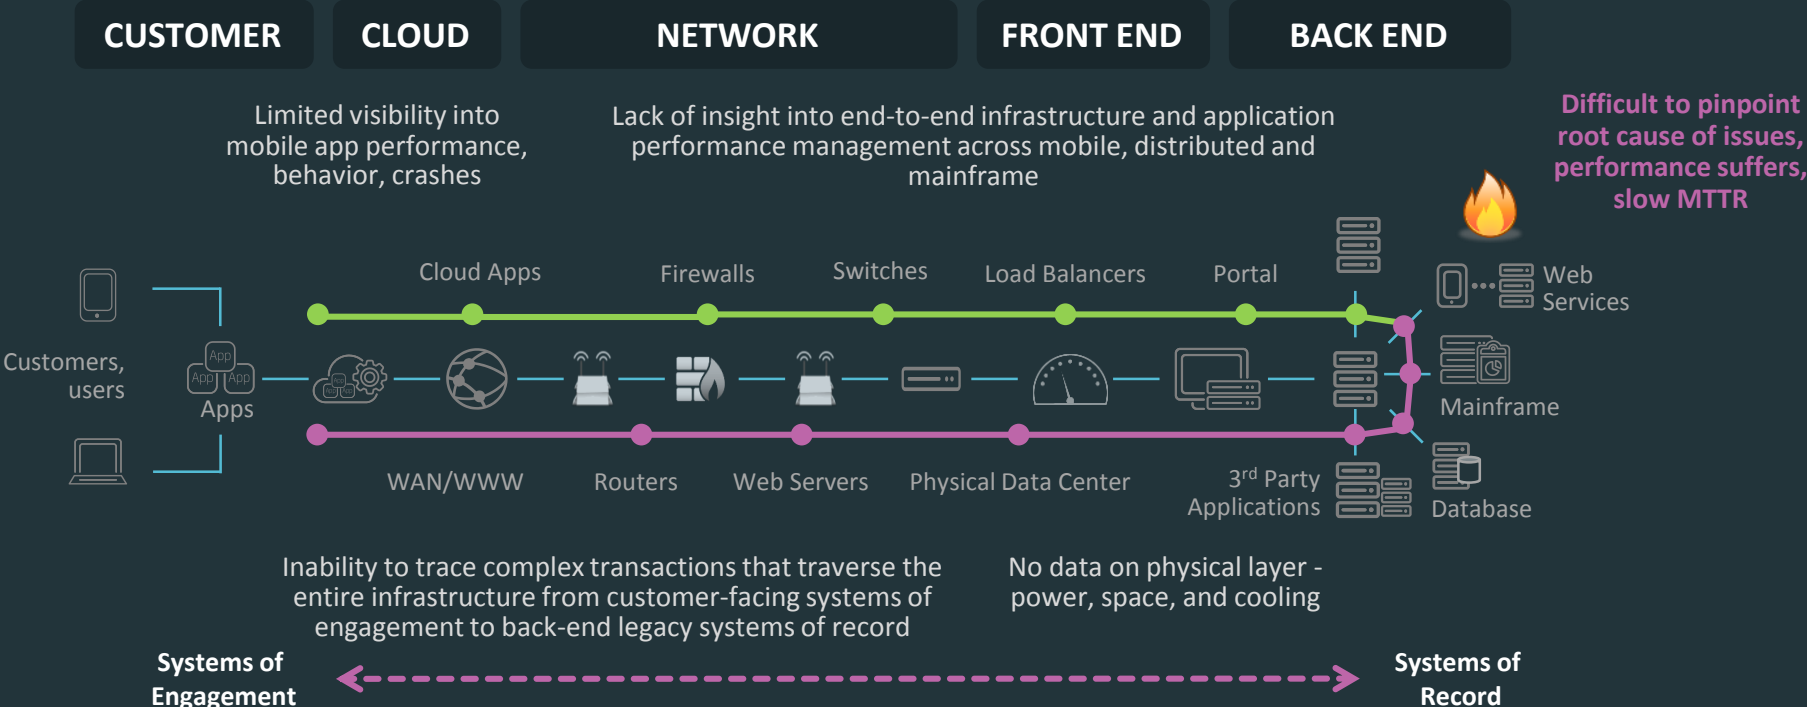 CUSTOMER
CLOUD
NETWORK
FRONT END
BACK END
Limited visibility into
mobile app performance,
behavior, crashes
Lack of insight into end-to-end infrastructure and application
performance management across mobile, distributed and
mainframe
Difficult to pinpoint
root cause of issues,
performance suffers,
slow MTTR
Cloud Apps
Firewalls
Switches
Load Balancers
Portal
Web
Services
Customers,
users
App
App App
Apps
Mainframe
WAN/WWW
Routers
Web Servers
Physical Data Center
3rd Party
Applications
Database
Inability to trace complex transactions that traverse the
entire infrastructure from customer-facing systems of
engagement to back-end legacy systems of record
No data on physical layer -
power, space, and cooling
Systems of
Engagement
Systems of
Record